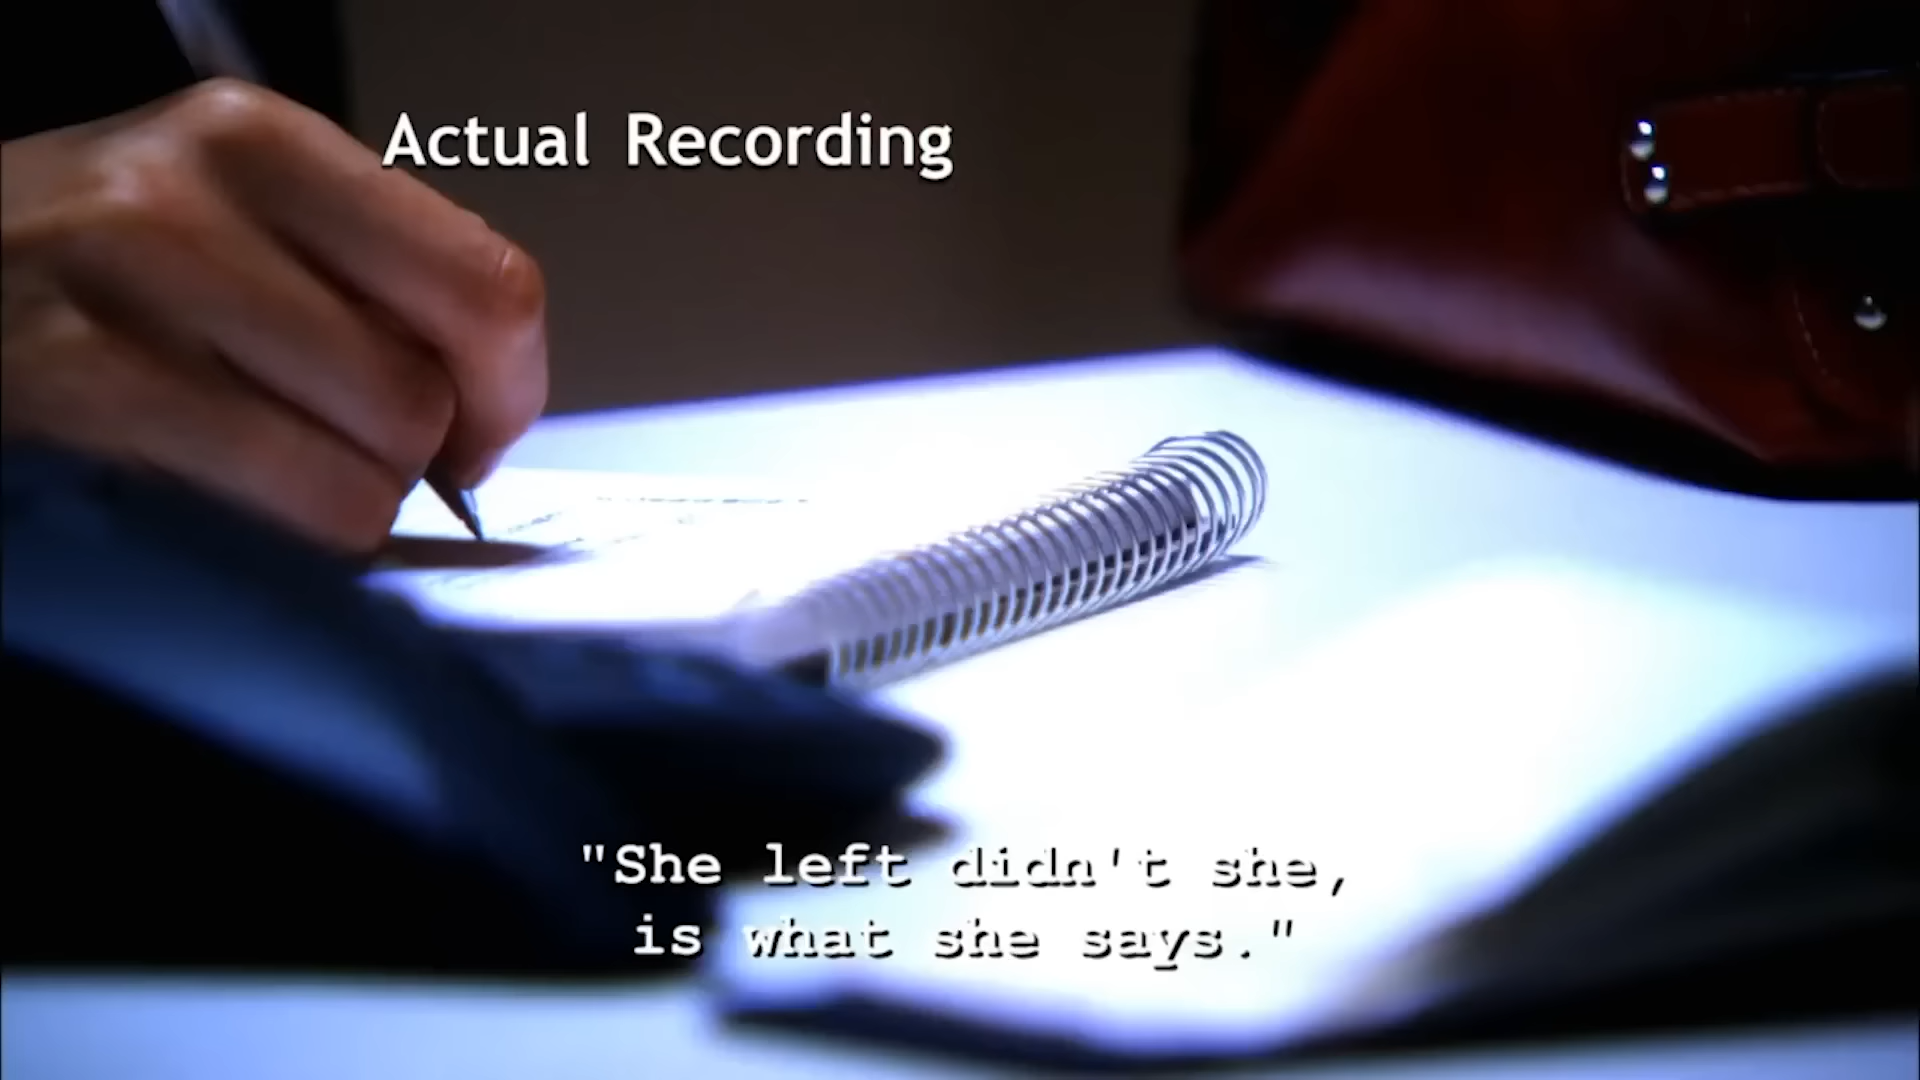 Actual Recording
"She left didn't she,
is what she says."